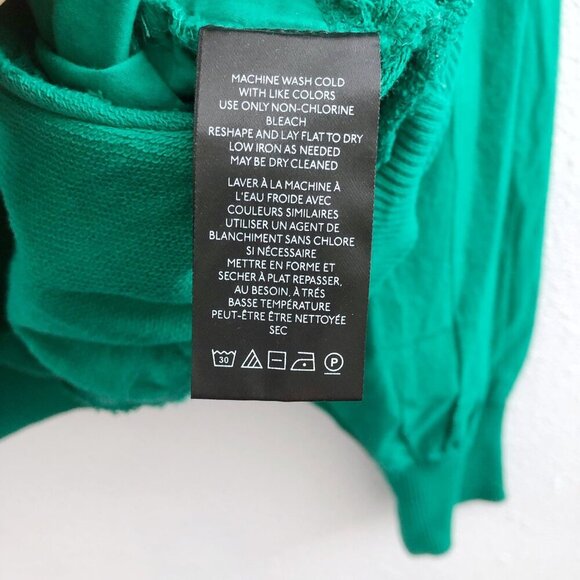 MACHINE WASH COLD
WITH LIKE COLORS
USE ONLY NON-CHLORINE
BLEACH
RESHAPE AND LAY FLAT TO DRY
LOW IRON AS NEEDED
MAY BE DRY CLEANED
LAVER À LA MACHINE À
L'EAU FROIDE AVEC
COULEURS SIMILAIRES
UTILISER UN AGENT DE
BLANCHIMENT SANS CHLORE
SI NÉCESSAIRE
METTRE EN FORME ET
SECHER À PLAT REPASSER,
AU BESOIN, À TRÉS
BASSE TEMPÉRATURE
PEUT-ÊTRE ÊTRE NETTOYÉE
SEC
30 P